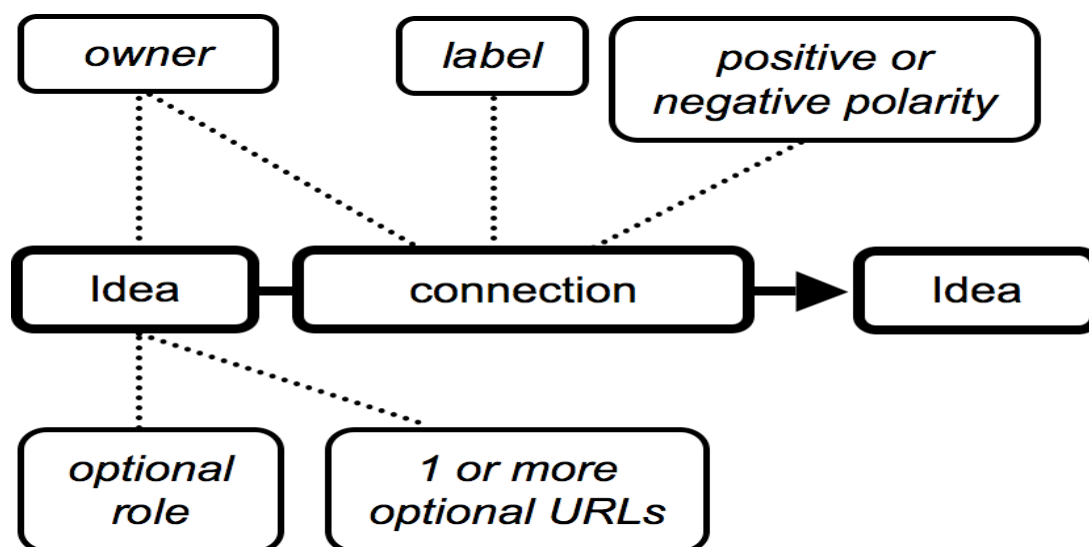 owner
label
positive or
negative polarity
Idea
connection
Idea
optional
role
1 or more
optional URLs